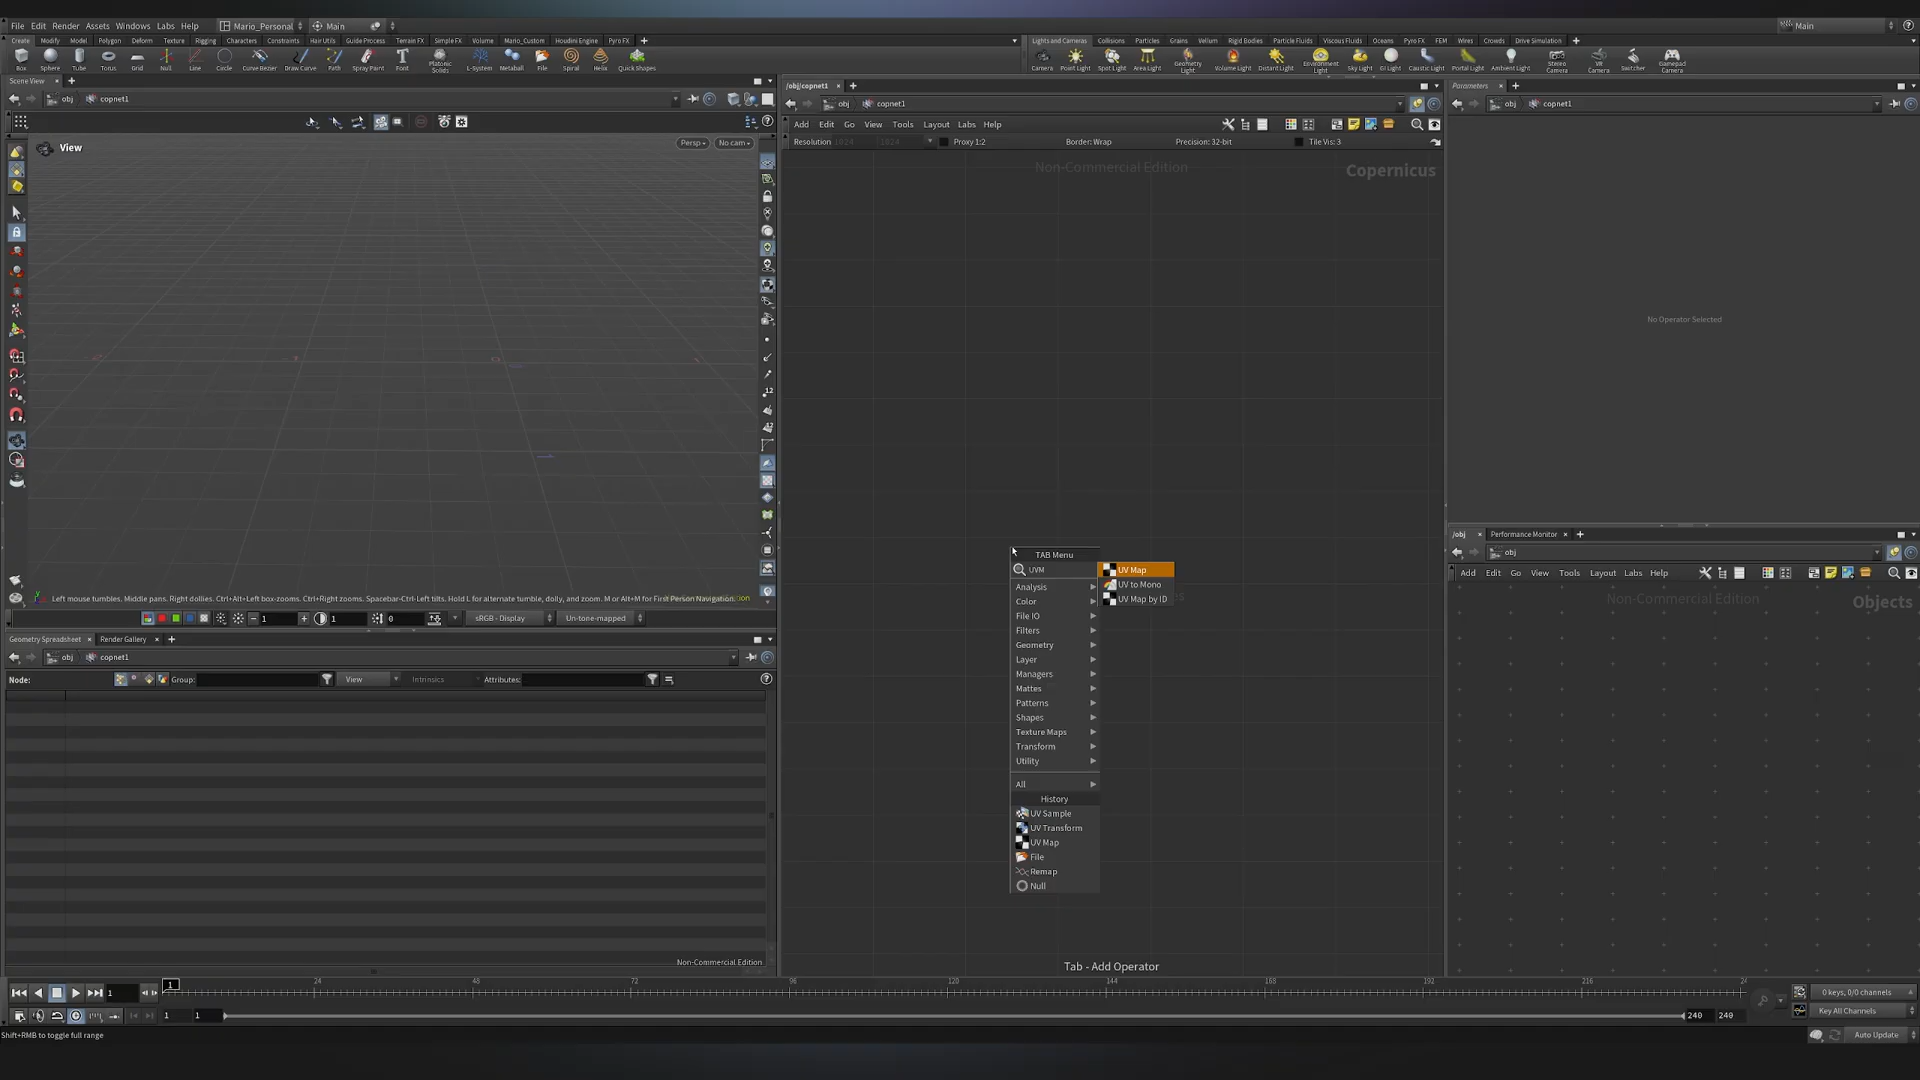 File Edit Render Assets Windows Labs Help Mario_Personal Main Main
Create Modify Model Polygon Deform Texture Rigging Characters Constraints Hair Utils Guide Process Terrain FX Simple FX Volume Mario_Custom Houdini Engine Pyro FX
Box Sphere Tube Torus Grid Null Line Circle Curve Bezier Draw Curve Path Spray Paint Font Platonic Solids L-System Metaball File Spiral Helix Quick Shapes
Lights and Cameras Collisions Particles Grains Vellum Rigid Bodies Particle Fluids Viscous Fluids Oceans Pyro FX FEM Wires Crowds Drive Simulation
Camera Point Light Spot Light Area Light Geometry Light Volume Light Distant Light Environment Light Sky Light GI Light Caustic Light Portal Light Ambient Light Stereo Camera VR Camera Switcher Gamepad Camera
Scene View
obj copnet1
View
Persp No cam
Left mouse tumbles. Middle pans. Right dollies. Ctrl+Alt+Left box-zooms. Ctrl+Right zooms. Spacebar-Ctrl-Left tilts. Hold L for alternate tumble, dolly, and zoom. M or Alt+M for First Person Navigation.
1 1 0 sRGB - Display Un-tone-mapped
Geometry Spreadsheet Render Gallery
obj copnet1
Node: Group: View Intrinsics Attributes:
Non-Commercial Edition
/obj/copnet1
obj copnet1
Add Edit Go View Tools Layout Labs Help
Resolution 1024 1024 Proxy 1:2 Border: Wrap Precision: 32-bit Tile Vis: 3
Non-Commercial Edition
Copernicus
TAB Menu
UVM
Analysis
Color
File IO
Filters
Geometry
Layer
Managers
Mattes
Patterns
Shapes
Texture Maps
Transform
Utility
All
History
UV Sample
UV Transform
UV Map
File
Remap
Null
UV Map
UV to Mono
UV Map by ID
Tab - Add Operator
Parameters
obj copnet1
No Operator Selected
/obj Performance Monitor
obj
Add Edit Go View Tools Layout Labs Help
Non-Commercial Edition
Objects
1 1 24 48 72 96 120 144 168 192 216 24
1 1 240 240
0 keys, 0/0 channels
Key All Channels
Shift+RMB to toggle full range
Auto Update